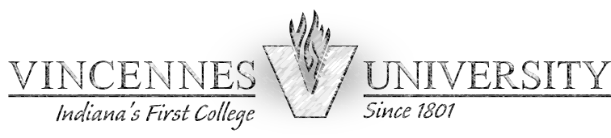 VINCENNES UNIVERSITY
Indiana's First College Since 1801